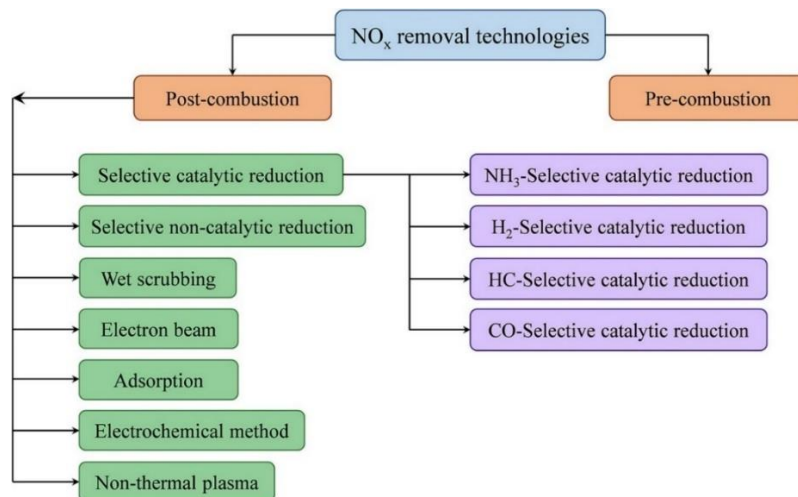 NOₓ removal technologies
Post-combustion
Pre-combustion
Selective catalytic reduction
NH₃-Selective catalytic reduction
Selective non-catalytic reduction
H₂-Selective catalytic reduction
Wet scrubbing
HC-Selective catalytic reduction
Electron beam
CO-Selective catalytic reduction
Adsorption
Electrochemical method
Non-thermal plasma